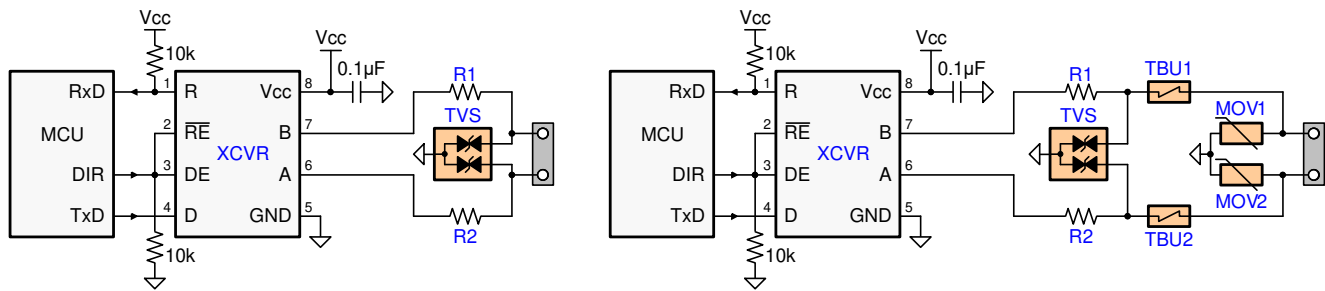 Vcc
10k
Vcc
0.1µF
RxD
1
R
Vcc
8
R1
MCU
2
RE
B
7
TVS
XCVR
DIR
3
DE
A
6
TxD
4
D
GND
5
R2
10k
Vcc
10k
Vcc
0.1µF
RxD
1
R
Vcc
8
R1
TBU1
MCU
2
RE
B
7
TVS
MOV1
XCVR
DIR
3
DE
A
6
MOV2
TxD
4
D
GND
5
R2
TBU2
10k